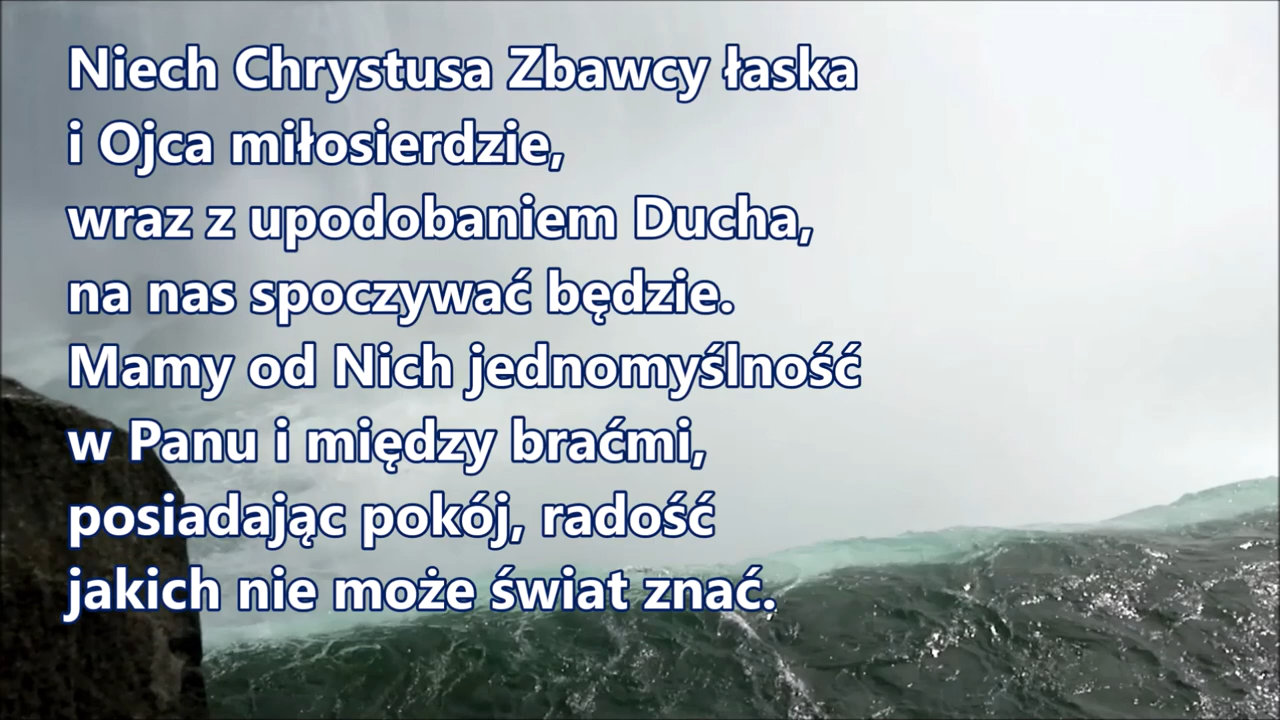 Niech Chrystusa Zbawcy łaska
i Ojca miłosierdzie,
wraz z upodobaniem Ducha,
na nas spoczywać będzie.
Mamy od Nich jednomyślność
w Panu i między braćmi,
posiadając pokój, radość
jakich nie może świat znać.